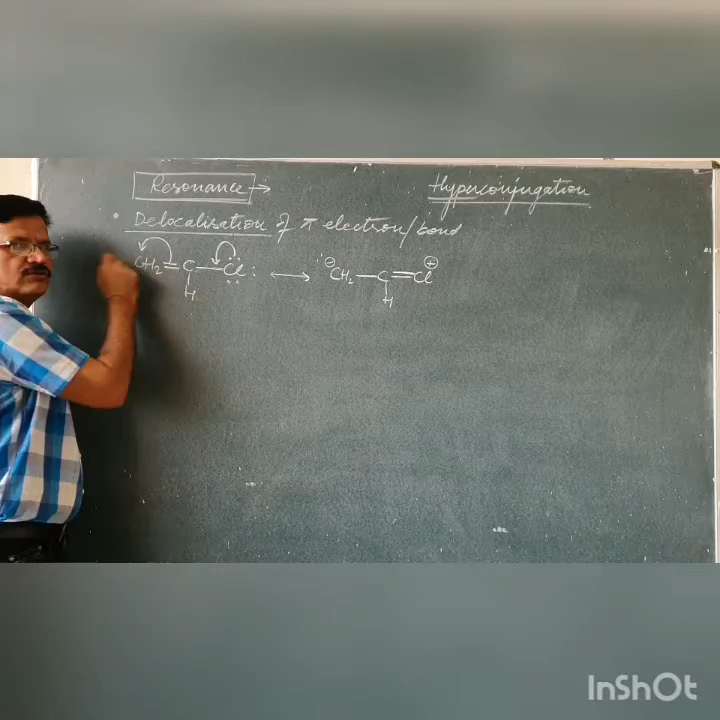 Resonance →
Hyperconjugation
• Delocalisation of π electron/bond
CH₂=C—Cl: ⟷ ⊖CH₂—C=Cl⊕
H H
InShOt